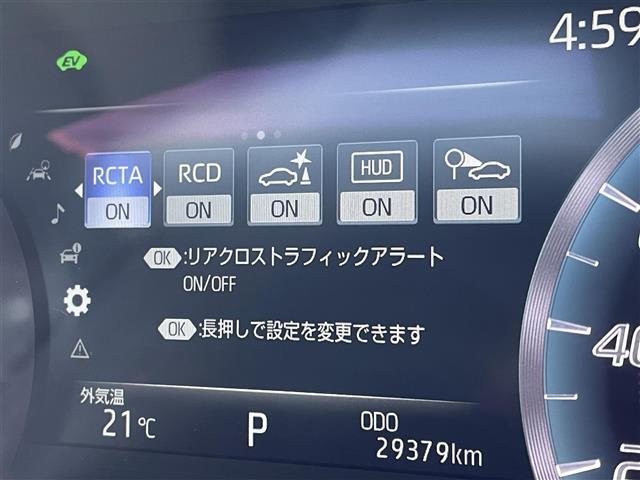 EV
4:59
RCTA
ON
RCD
ON
ON
HUD
ON
ON
OK :リアクロストラフィックアラート
ON/OFF
OK :長押しで設定を変更できます
外気温
21℃
P
ODO
29379km
40